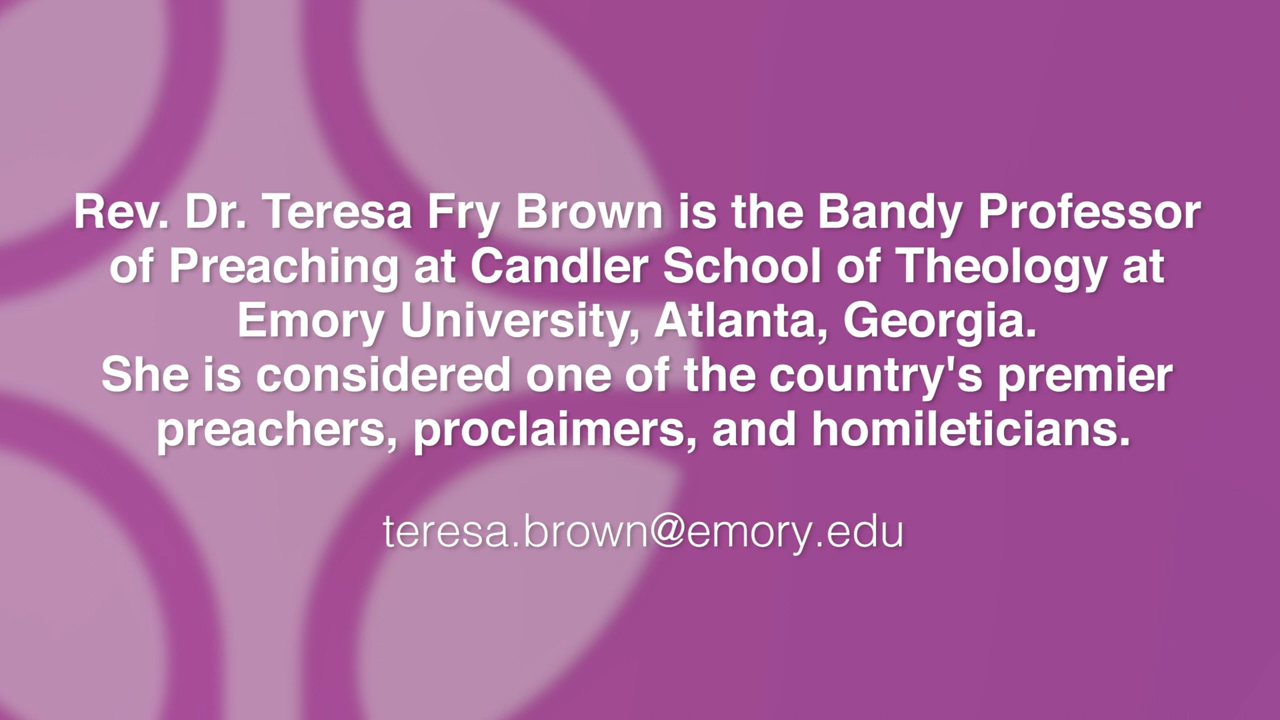 Rev. Dr. Teresa Fry Brown is the Bandy Professor
of Preaching at Candler School of Theology at
Emory University, Atlanta, Georgia.
She is considered one of the country's premier
preachers, proclaimers, and homileticians.
teresa.brown@emory.edu